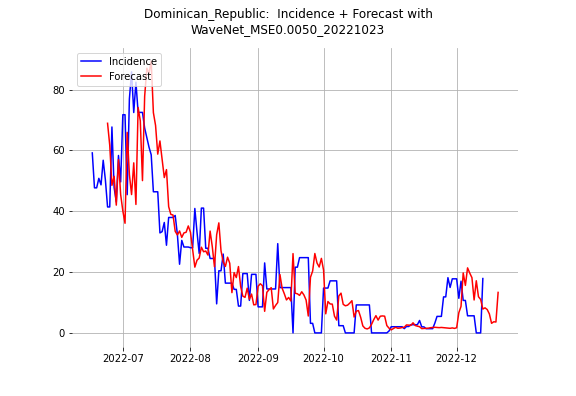 Dominican_Republic:  Incidence + Forecast with
WaveNet_MSE0.0050_20221023
Incidence
Forecast
80
60
40
20
0
2022-07 2022-08 2022-09 2022-10 2022-11 2022-12